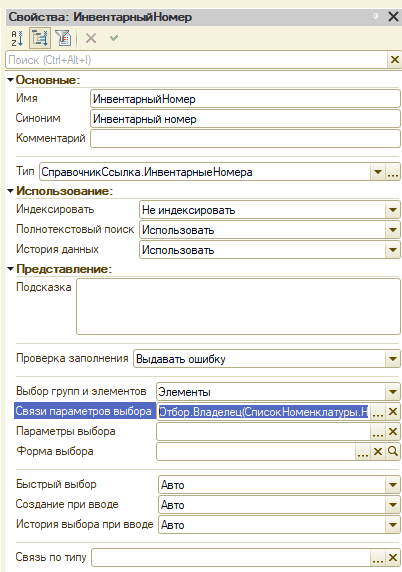 Свойства: ИнвентарныйНомер
Поиск (Ctrl+Alt+I)
Основные:
Имя ИнвентарныйНомер
Синоним Инвентарный номер
Комментарий
Тип СправочникСсылка.ИнвентарныеНомера
Использование:
Индексировать Не индексировать
Полнотекстовый поиск Использовать
История данных Использовать
Представление:
Подсказка
Проверка заполнения Выдавать ошибку
Выбор групп и элементов Элементы
Связи параметров выбора Отбор.Владелец(СписокНоменклатуры.Н
Параметры выбора
Форма выбора
Быстрый выбор Авто
Создание при вводе Авто
История выбора при вводе Авто
Связь по типу